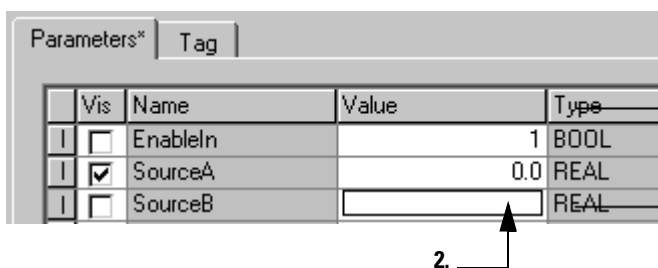 Parameters* Tag
Vis Name Value Type
I EnableIn 1 BOOL
I SourceA 0.0 REAL
I SourceB REAL
2.